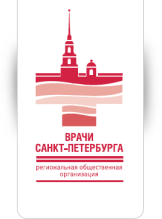 ВРАЧИ
САНКТ-ПЕТЕРБУРГА
региональная общественная
организация